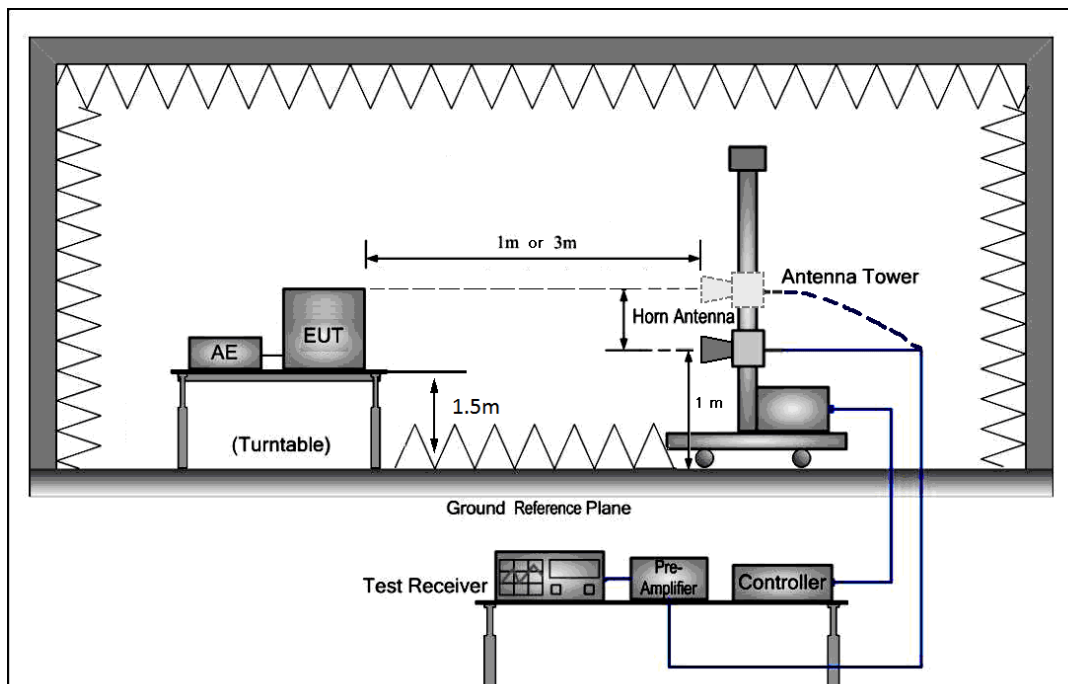 1m or 3m
Antenna Tower
Horn Antenna
EUT
AE
1.5m
1 m
(Turntable)
Ground Reference Plane
Test Receiver
Pre-
Amplifier
Controller